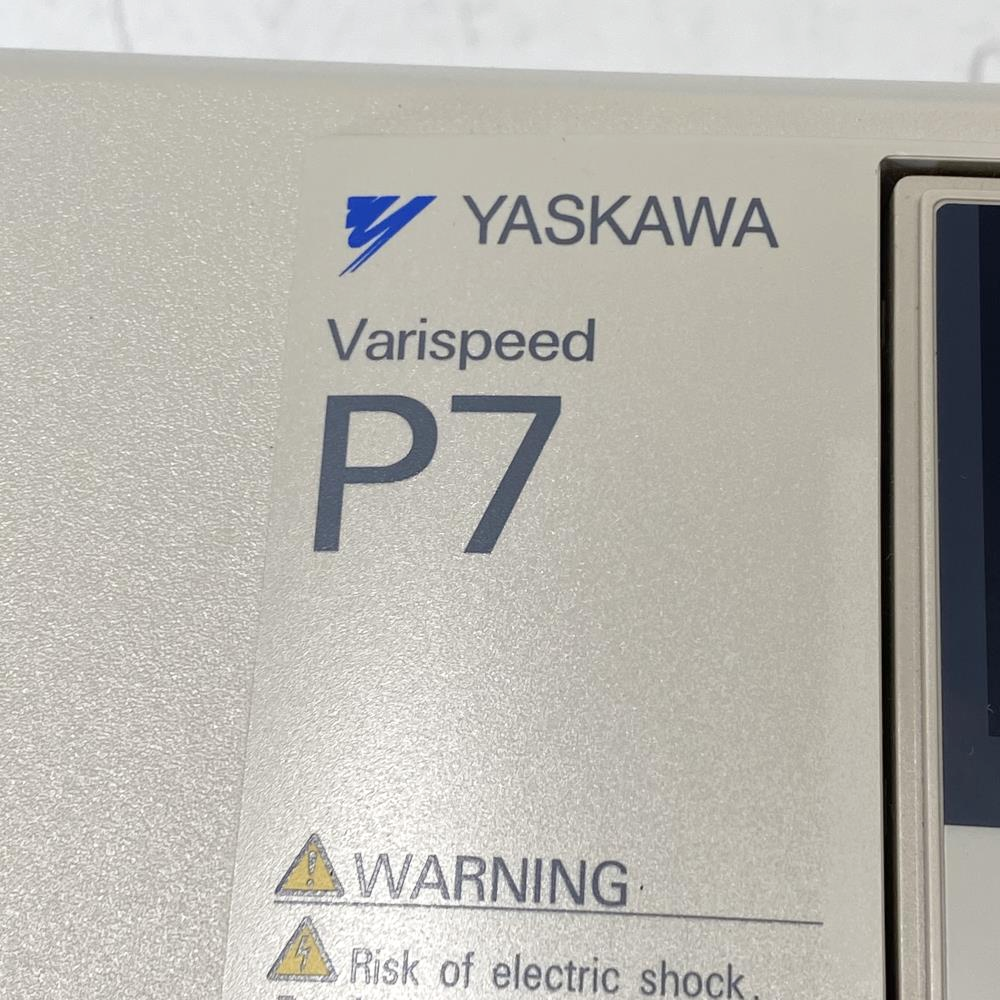 YASKAWA
Varispeed
P7
WARNING
Risk of electric shock.